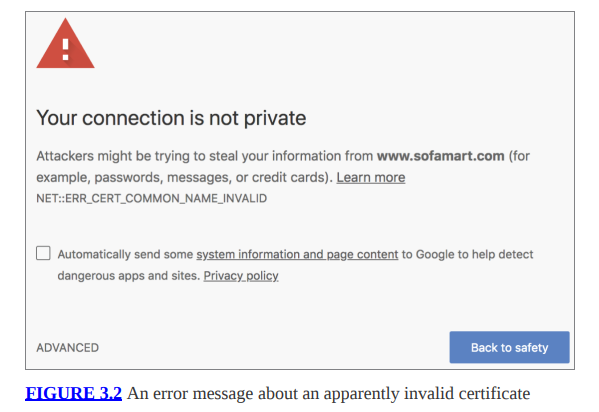 Your connection is not private
Attackers might be trying to steal your information from www.sofamart.com (for
example, passwords, messages, or credit cards). Learn more
NET::ERR_CERT_COMMON_NAME_INVALID
Automatically send some system information and page content to Google to help detect
dangerous apps and sites. Privacy policy
ADVANCED
Back to safety
FIGURE 3.2 An error message about an apparently invalid certificate